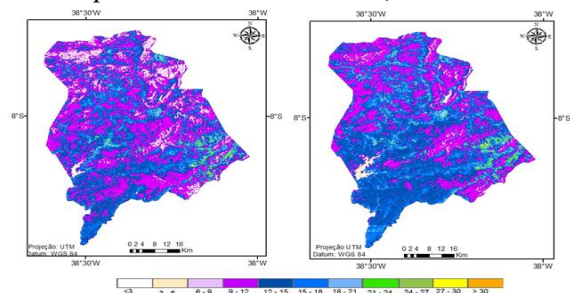 38°30'W 38°W
38°30'W 38°W
N
W E
S
N
W E
S
8°S 8°S
8°S 8°S
Projeção: UTM
Datum: WGS 84
0 2 4 8 12 16
Km
Projeção: UTM
Datum: WGS 84
0 2 4 8 12 16
Km
38°30'W 38°W
38°30'W 38°W
<3 3 - 6 6 - 9 9 - 12 12 - 15 15 - 18 18 - 21 21 - 24 24 - 27 27 - 30 > 30